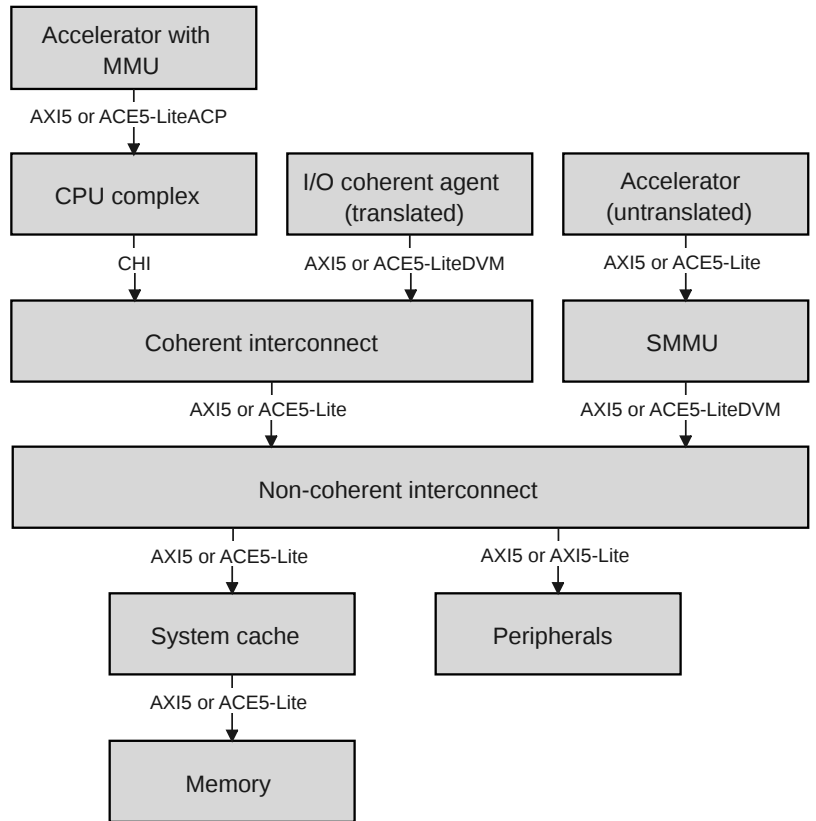 Accelerator with
MMU
AXI5 or ACE5-LiteACP
CPU complex
I/O coherent agent
(translated)
Accelerator
(untranslated)
CHI
AXI5 or ACE5-LiteDVM
AXI5 or ACE5-Lite
Coherent interconnect
SMMU
AXI5 or ACE5-Lite
AXI5 or ACE5-LiteDVM
Non-coherent interconnect
AXI5 or ACE5-Lite
AXI5 or AXI5-Lite
System cache
Peripherals
AXI5 or ACE5-Lite
Memory